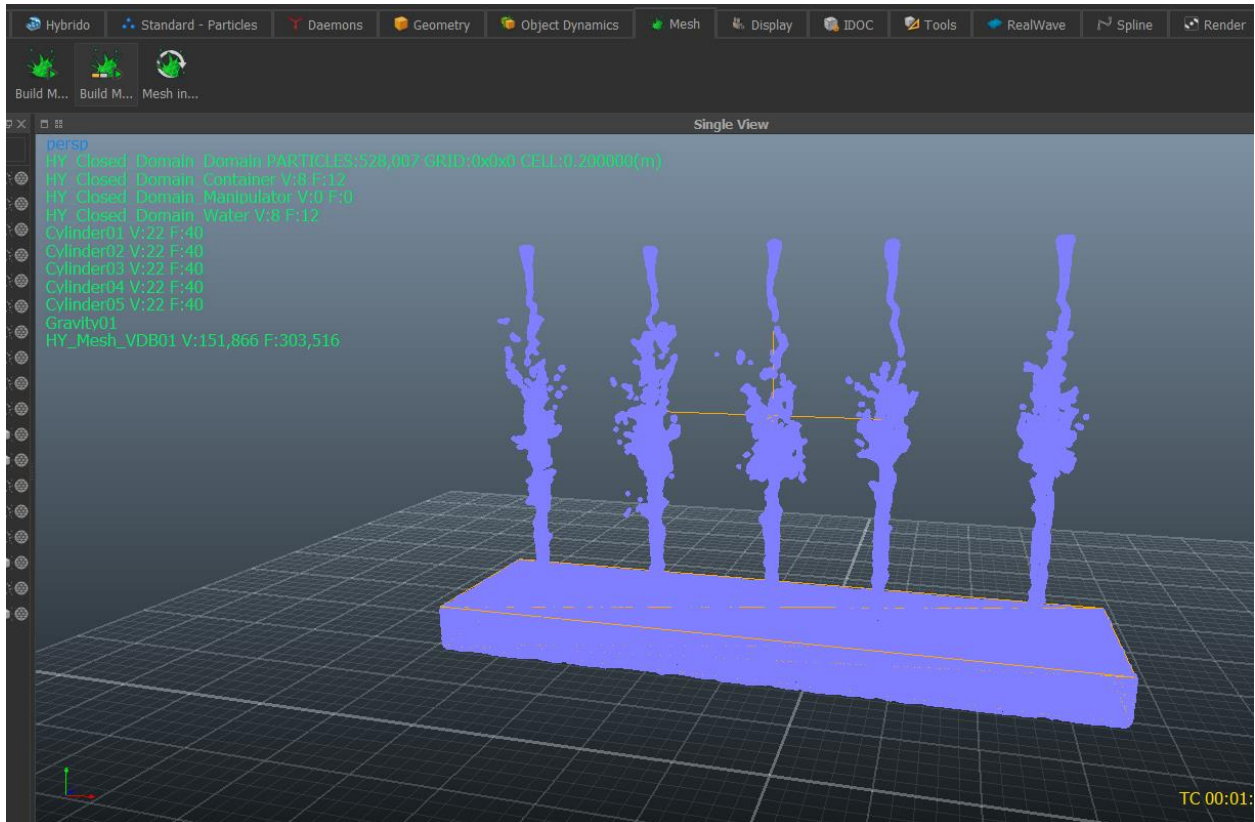 Hybrido Standard - Particles Daemons Geometry Object Dynamics Mesh Display IDOC Tools RealWave Spline Render
Build M... Build M... Mesh in...
Single View
persp
HY_Closed_Domain_Domain PARTICLES:528,007 GRID:0x0x0 CELL:0.200000(m)
HY_Closed_Domain_Container V:8 F:12
HY_Closed_Domain_Manipulator V:0 F:0
HY_Closed_Domain_Water V:8 F:12
Cylinder01 V:22 F:40
Cylinder02 V:22 F:40
Cylinder03 V:22 F:40
Cylinder04 V:22 F:40
Cylinder05 V:22 F:40
Gravity01
HY_Mesh_VDB01 V:151,866 F:303,516
TC 00:01: